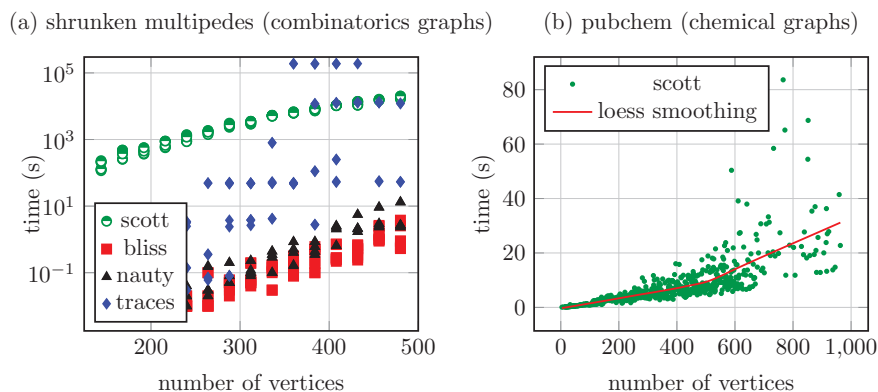 (a) shrunken multipedes (combinatorics graphs)
10^5
10^3
10^1
10^−1
time (s)
scott
bliss
nauty
traces
200
300
400
500
number of vertices
(b) pubchem (chemical graphs)
80
60
40
20
0
time (s)
scott
loess smoothing
0
200
400
600
800
1,000
number of vertices